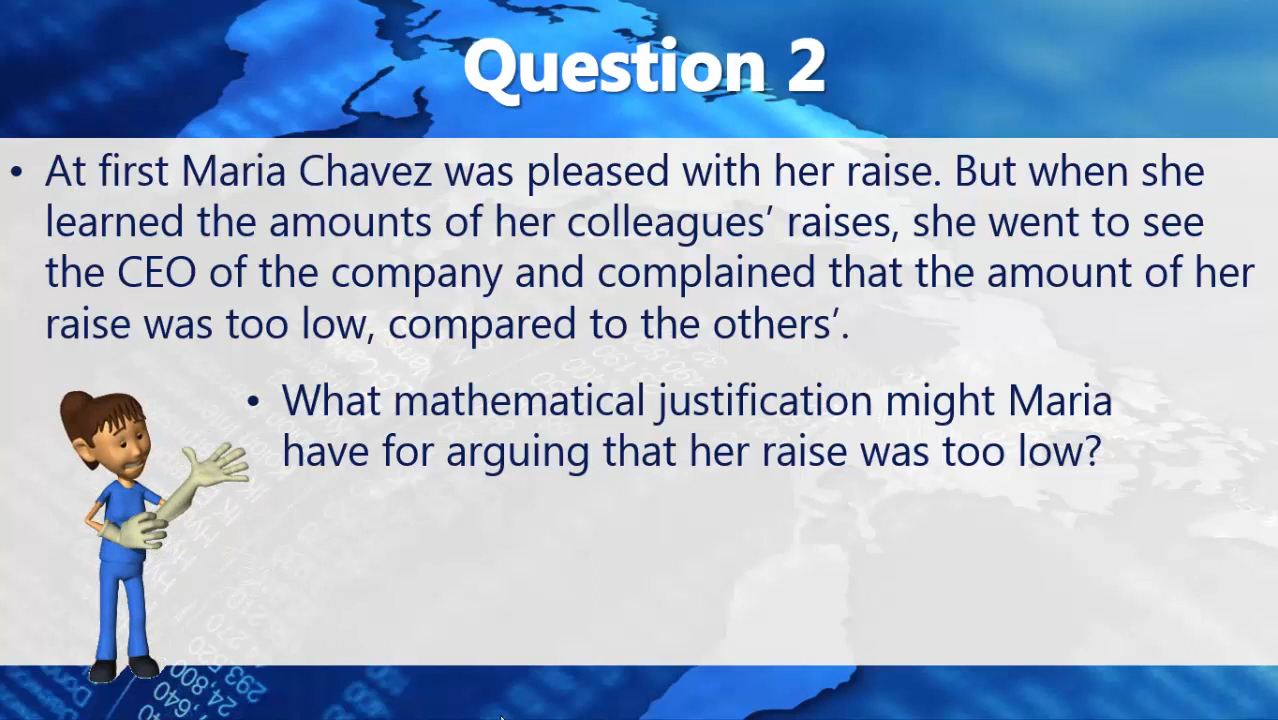 Question 2
• At first Maria Chavez was pleased with her raise. But when she
learned the amounts of her colleagues’ raises, she went to see
the CEO of the company and complained that the amount of her
raise was too low, compared to the others’.
• What mathematical justification might Maria
have for arguing that her raise was too low?